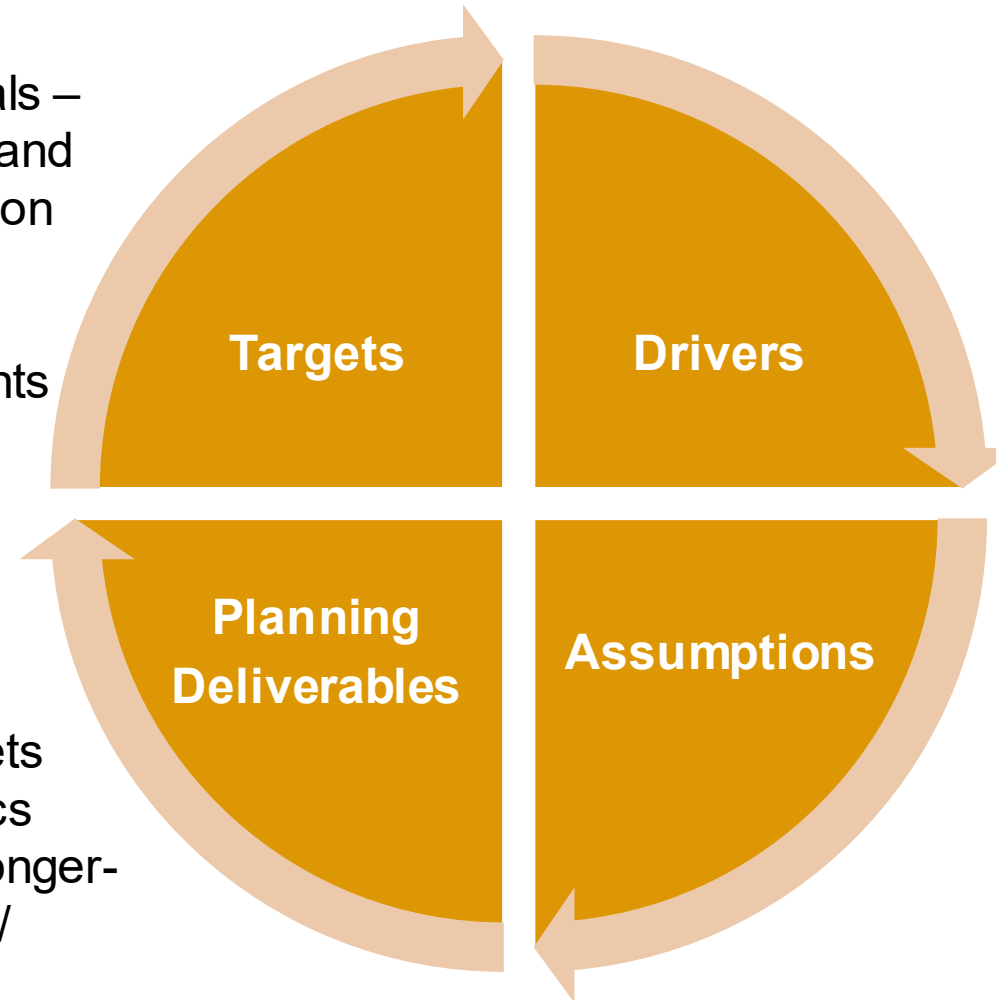 als –
and
on
Targets
Drivers
nts
Planning
Deliverables
Assumptions
ets
cs
onger-
/